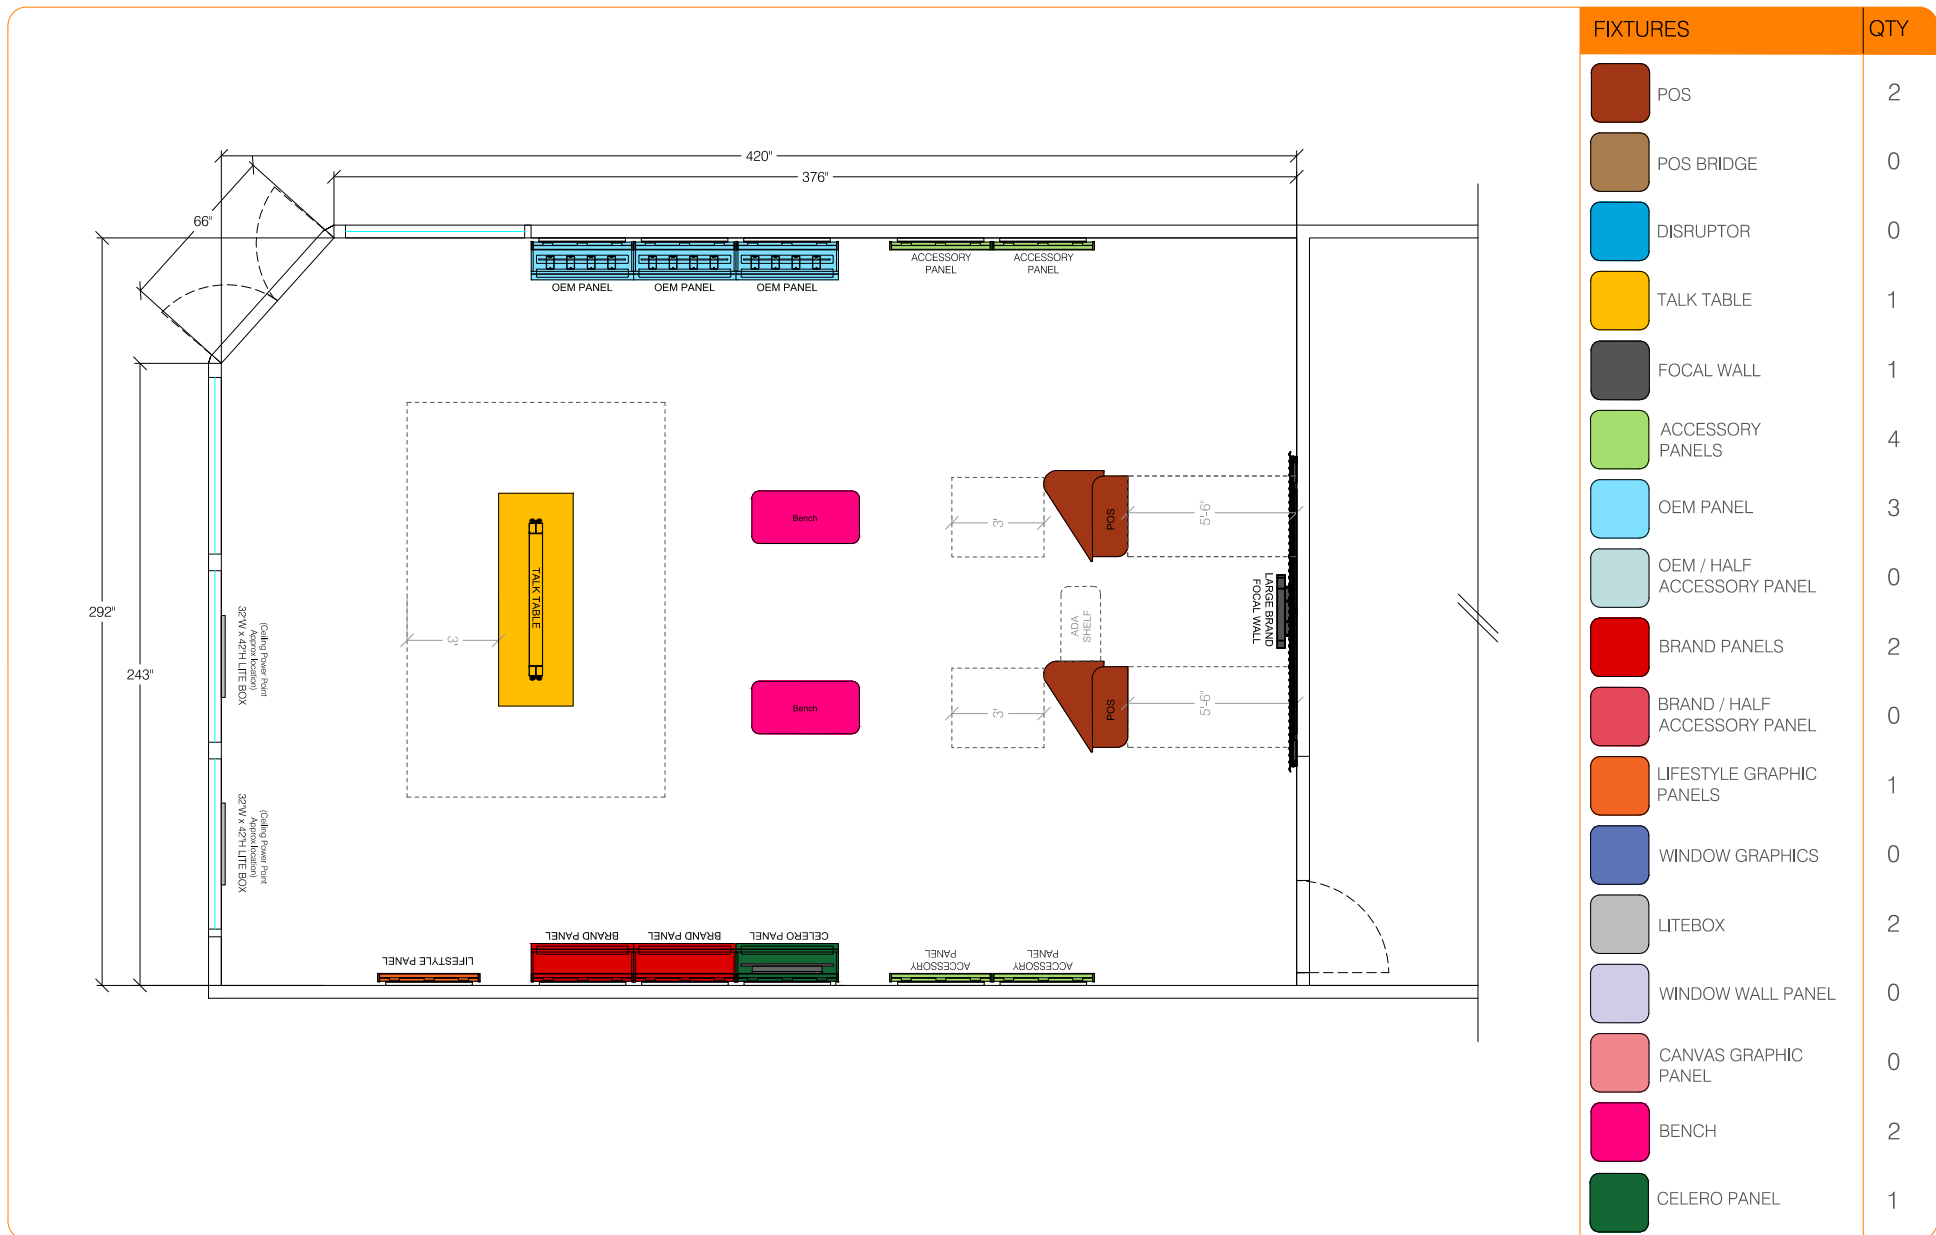 FIXTURES QTY
POS 2
POS BRIDGE 0
DISRUPTOR 0
TALK TABLE 1
FOCAL WALL 1
ACCESSORY
PANELS 4
OEM PANEL 3
OEM / HALF
ACCESSORY PANEL 0
BRAND PANELS 2
BRAND / HALF
ACCESSORY PANEL 0
LIFESTYLE GRAPHIC
PANELS 1
WINDOW GRAPHICS 0
LITEBOX 2
WINDOW WALL PANEL 0
CANVAS GRAPHIC
PANEL 0
BENCH 2
CELERO PANEL 1
420"
376"
66"
292"
243"
OEM PANEL
OEM PANEL
OEM PANEL
ACCESSORY
PANEL
ACCESSORY
PANEL
TALK TABLE
3'
Bench
Bench
3'
POS
5'-6"
ADA
SHELF
LARGE BRAND
FOCAL WALL
3'
POS
5'-6"
(Ceiling Power Point
Approx location)
32"W x 42"H LITE BOX
(Ceiling Power Point
Approx location)
32"W x 42"H LITE BOX
LIFESTYLE PANEL
BRAND PANEL
BRAND PANEL
CELERO PANEL
ACCESSORY
PANEL
ACCESSORY
PANEL